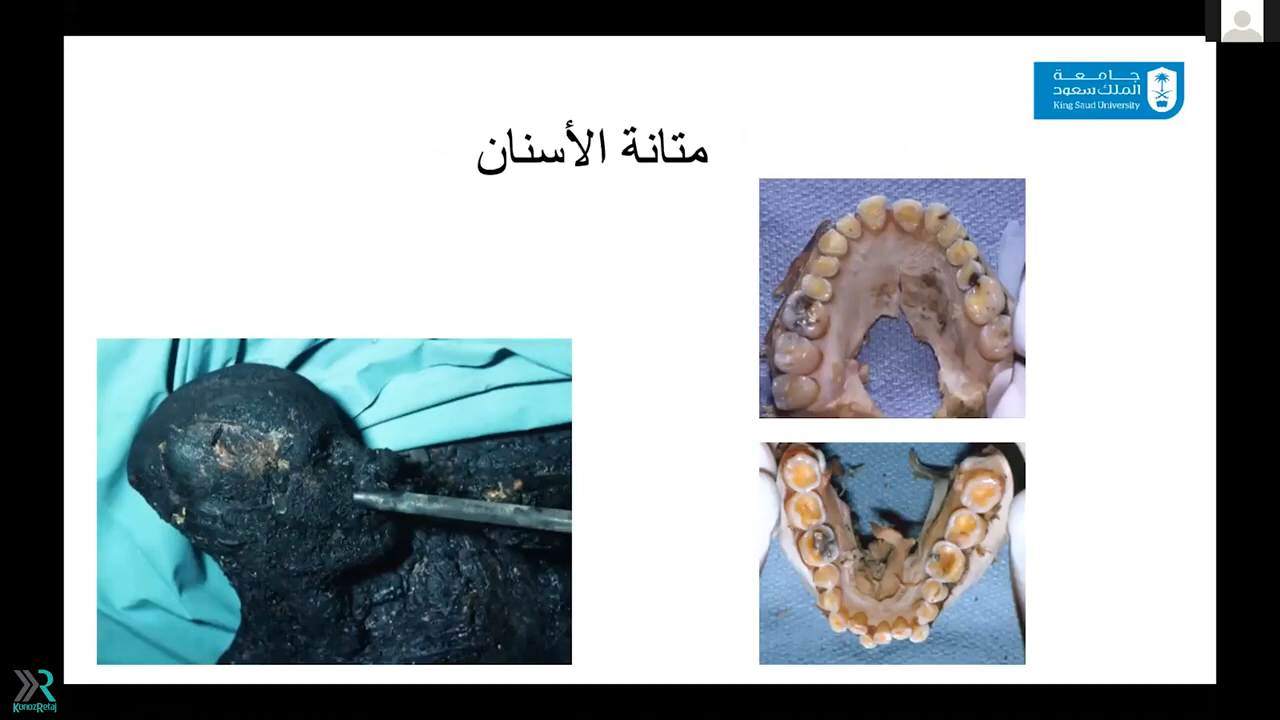 جامعة
الملك سعود
King Saud University
متانة الأسنان
KonozRetaj